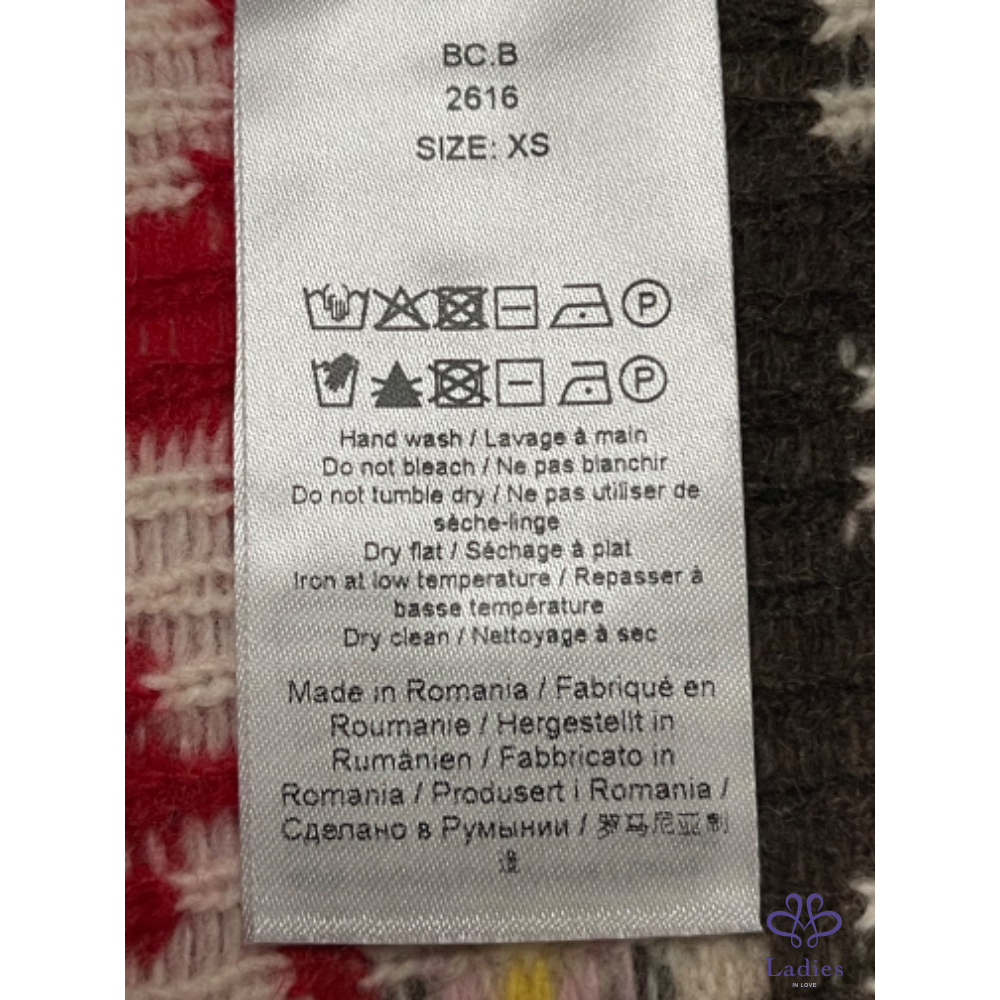 BC.B
2616
SIZE: XS
P
P
Hand wash / Lavage à main
Do not bleach / Ne pas blanchir
Do not tumble dry / Ne pas utiliser de
sèche-linge
Dry flat / Séchage à plat
Iron at low temperature / Repasser à
basse température
Dry clean / Nettoyage à sec
Made in Romania / Fabriqué en
Roumanie / Hergestellt in
Rumänien / Fabbricato in
Romania / Produsert i Romania /
Сделано в Румынии / 罗马尼亚制
造
Ladies
IN LOVE